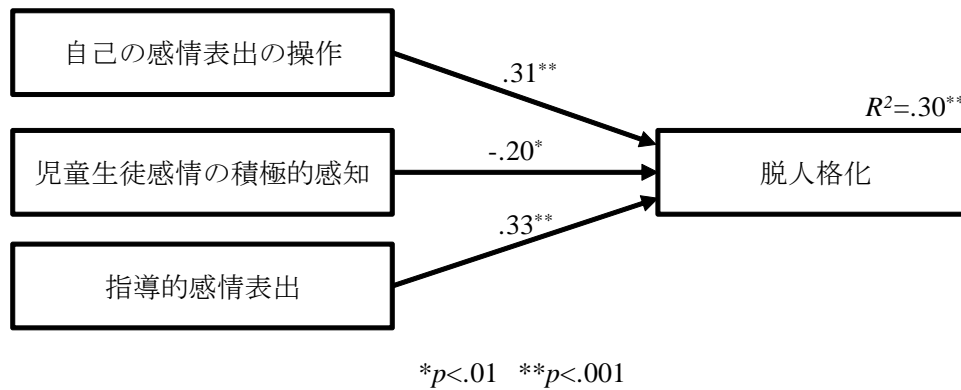 自己の感情表出の操作
.31**
R²=.30**
児童生徒感情の積極的感知
-.20*
脱人格化
.33**
指導的感情表出
*p<.01 **p<.001